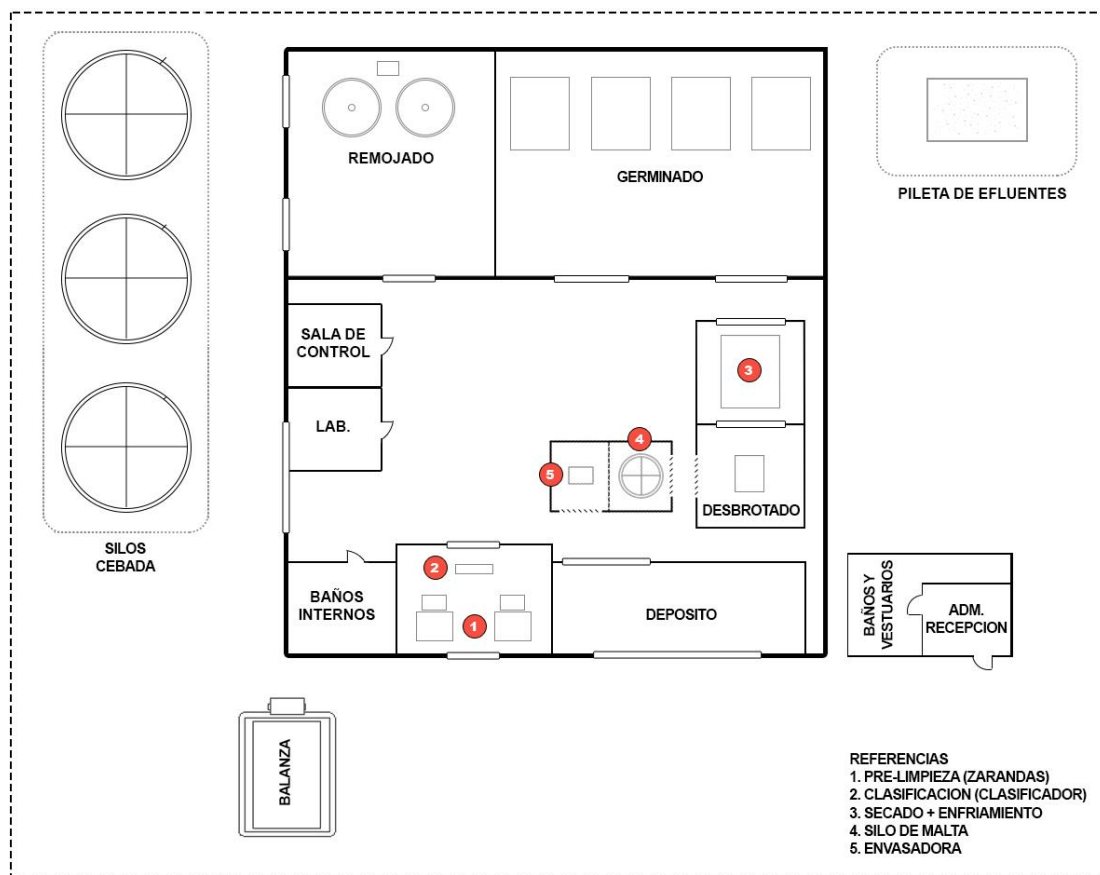 REMOJADO
GERMINADO
PILETA DE EFLUENTES
SALA DE
CONTROL
3
LAB.
4
5
DESBROTADO
SILOS
CEBADA
2
BAÑOS
INTERNOS
1
DEPOSITO
BAÑOS Y
VESTUARIOS
ADM.
RECEPCION
BALANZA
REFERENCIAS
1. PRE-LIMPIEZA (ZARANDAS)
2. CLASIFICACION (CLASIFICADOR)
3. SECADO + ENFRIAMIENTO
4. SILO DE MALTA
5. ENVASADORA